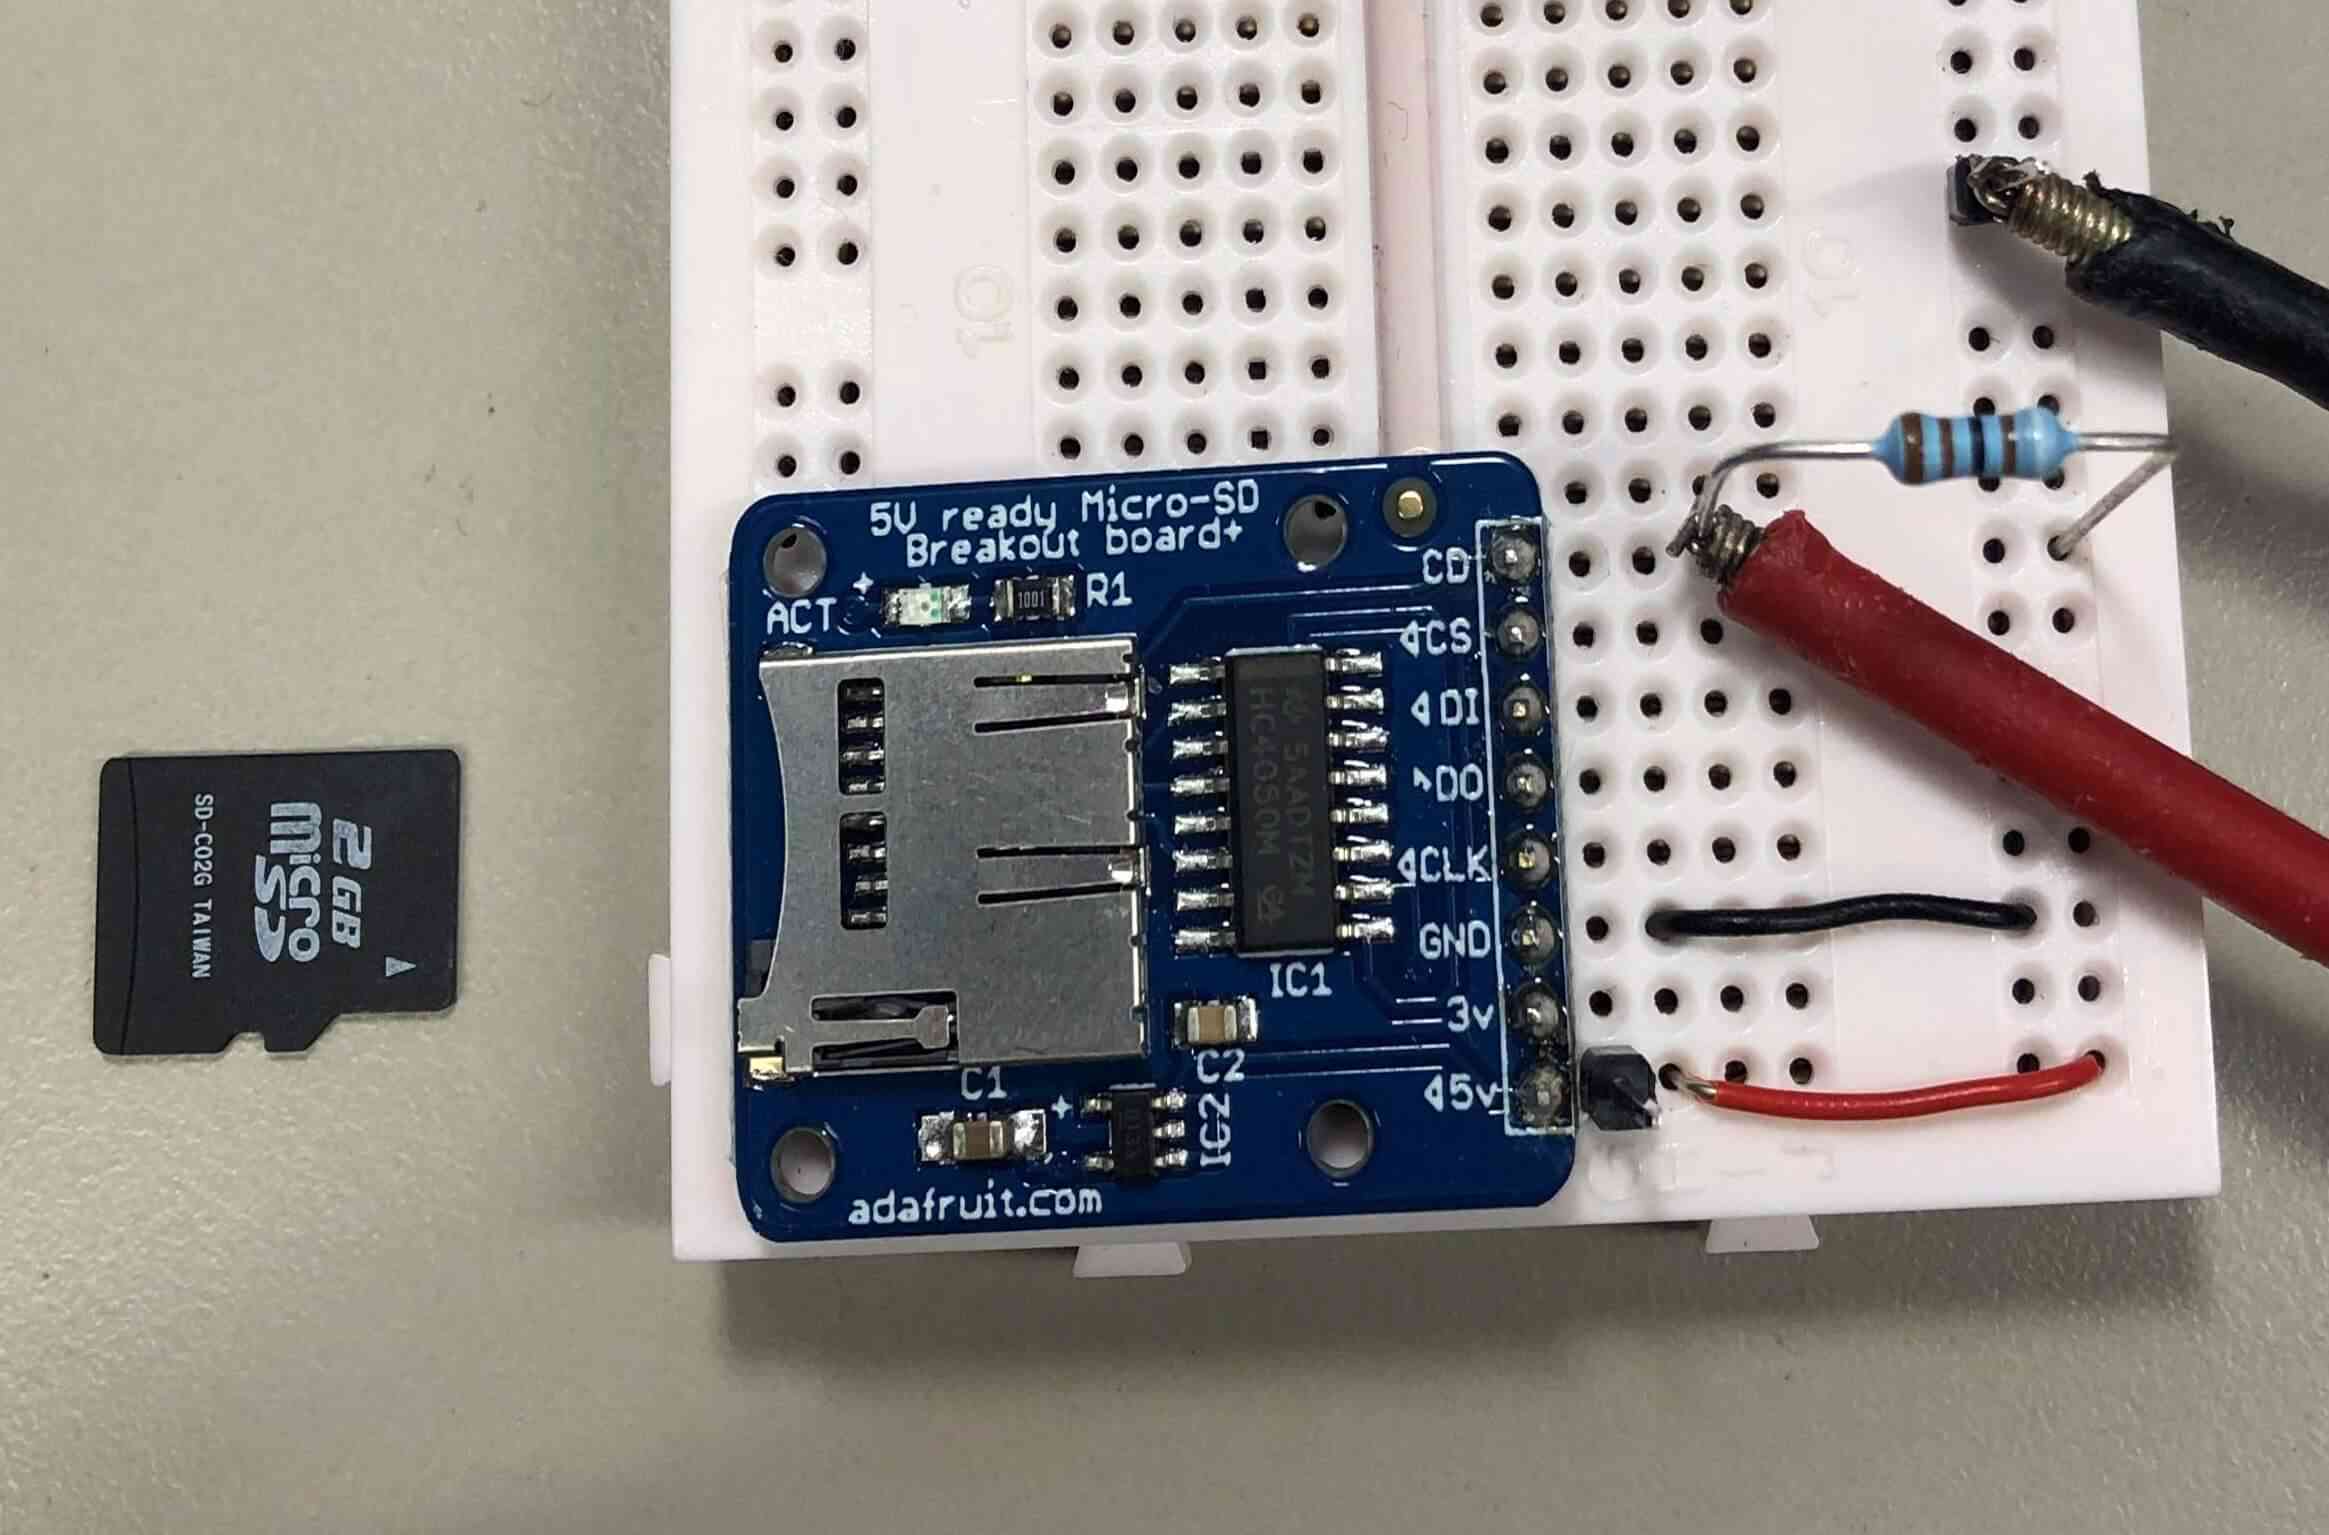 2 GB
micro
SD
SD-C02G TAIWAN
5V ready Micro-SD
Breakout board+
ACT
+
1001
R1
CD
CS
DI
DO
CLK
GND
3v
5v
HC4050M
IC1
C2
C1
+
IC2
adafruit.com